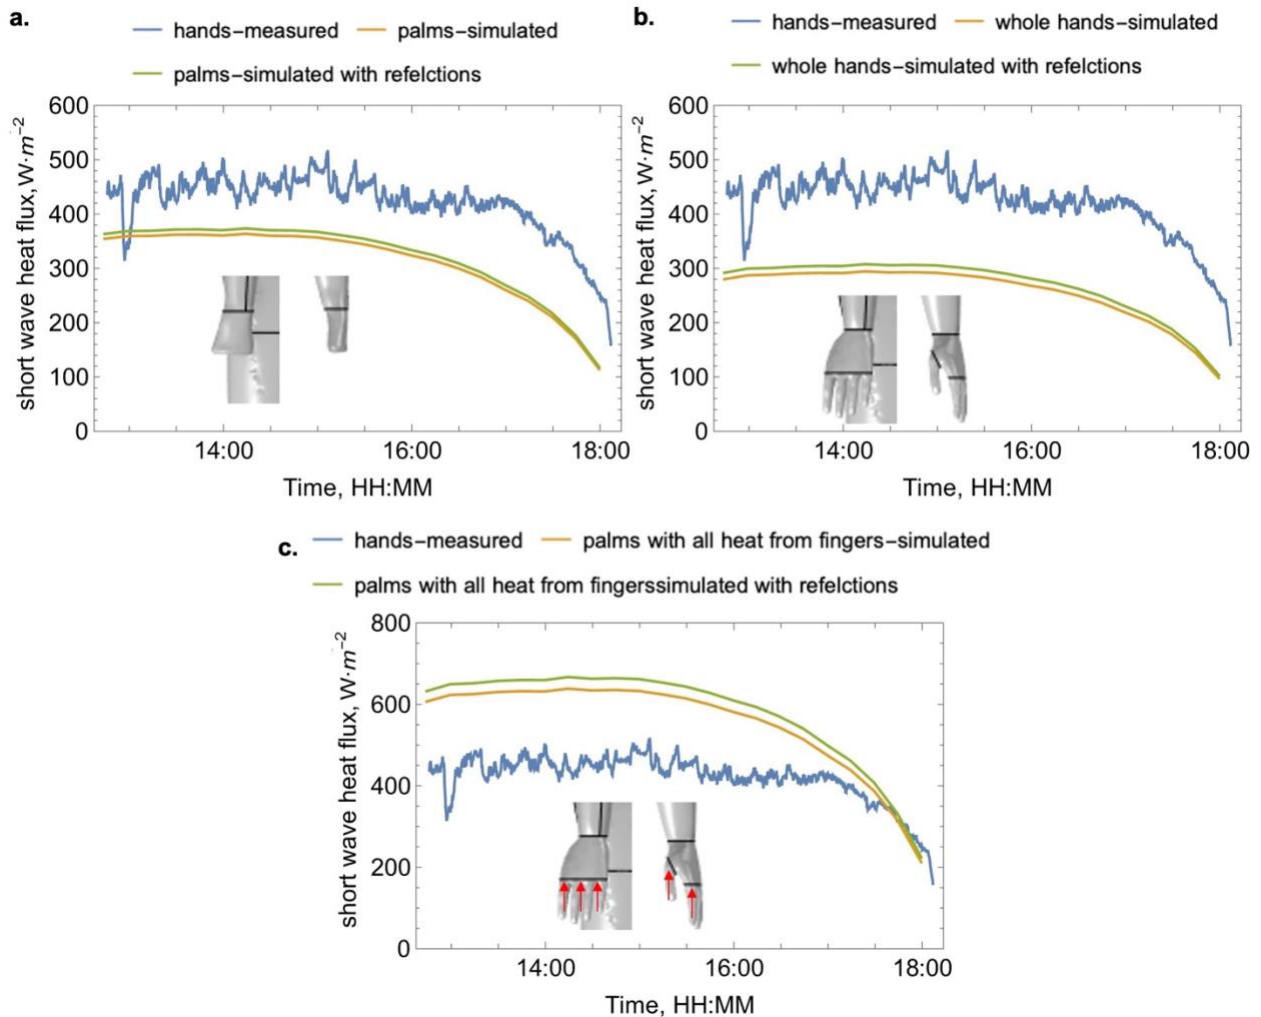 a.
hands−measured palms−simulated
palms−simulated with refelctions
600
500
400
300
200
100
0
short wave heat flux, W·m⁻²
14:00 16:00 18:00
Time, HH:MM
b.
hands−measured whole hands−simulated
whole hands−simulated with refelctions
600
500
400
300
200
100
0
short wave heat flux, W·m⁻²
14:00 16:00 18:00
Time, HH:MM
c.
hands−measured palms with all heat from fingers−simulated
palms with all heat from fingerssimulated with refelctions
800
600
400
200
0
short wave heat flux, W·m⁻²
14:00 16:00 18:00
Time, HH:MM